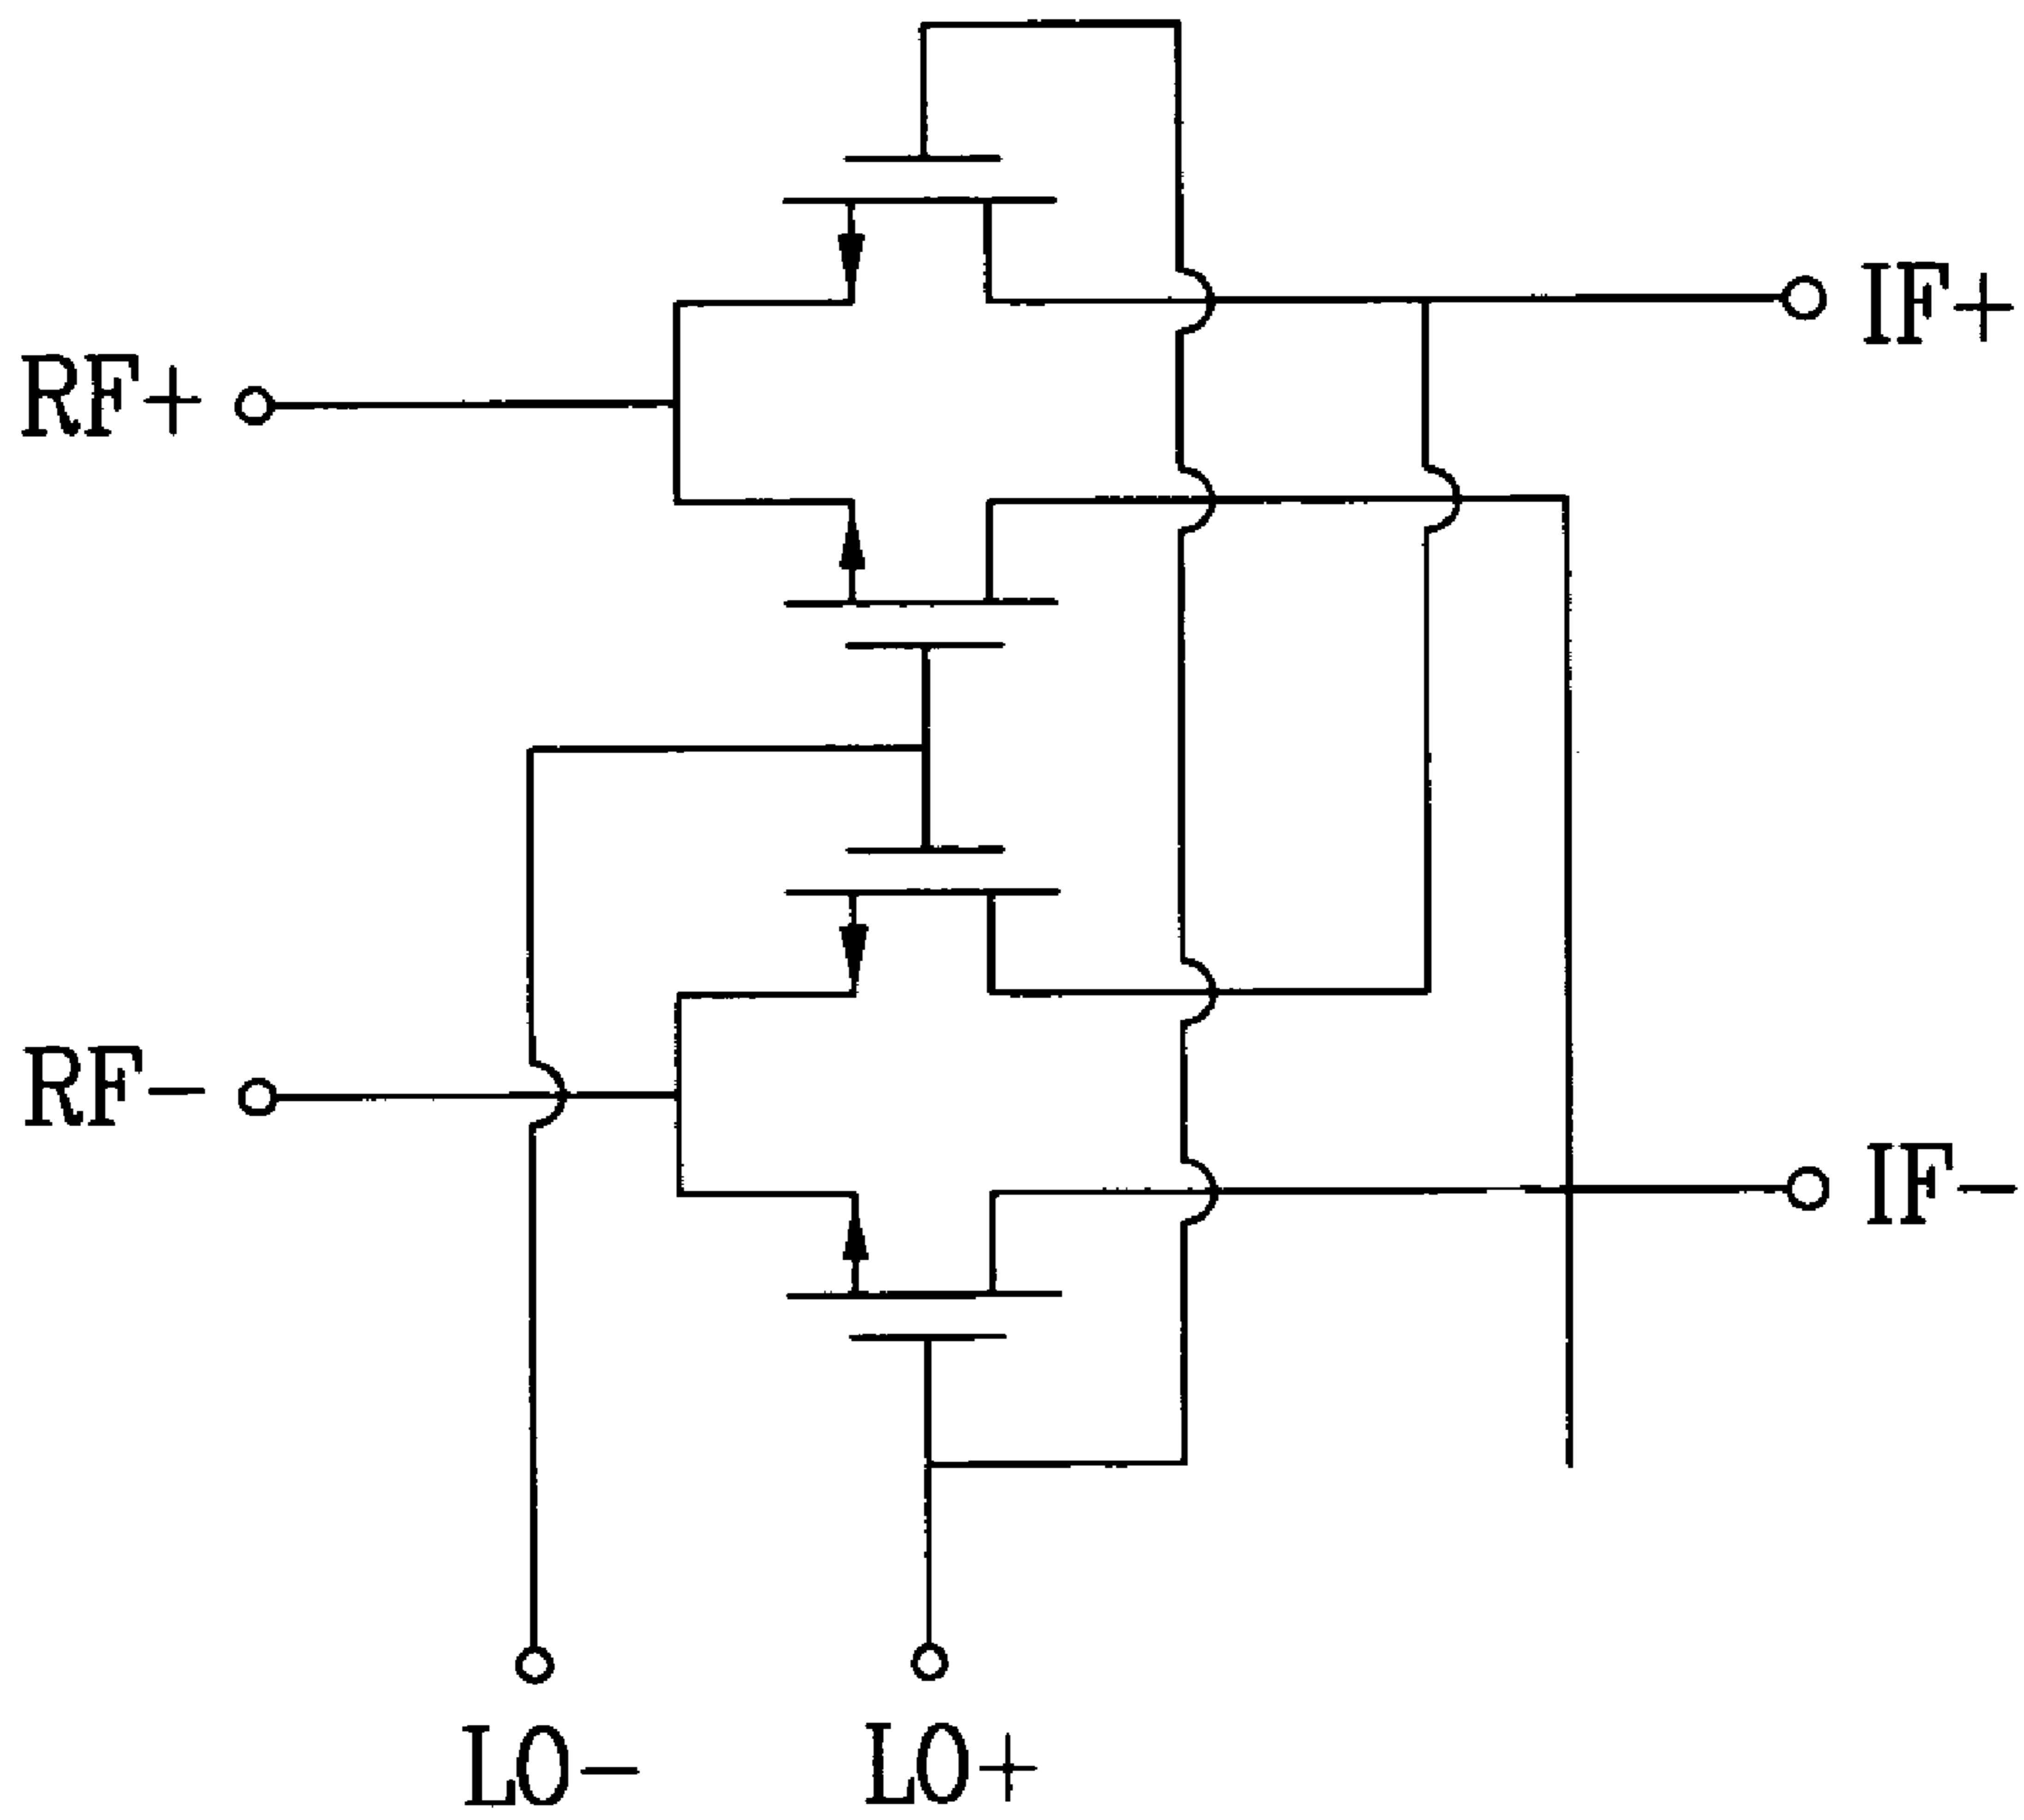 IF+
RF+
RF-
IF-
LO-
LO+